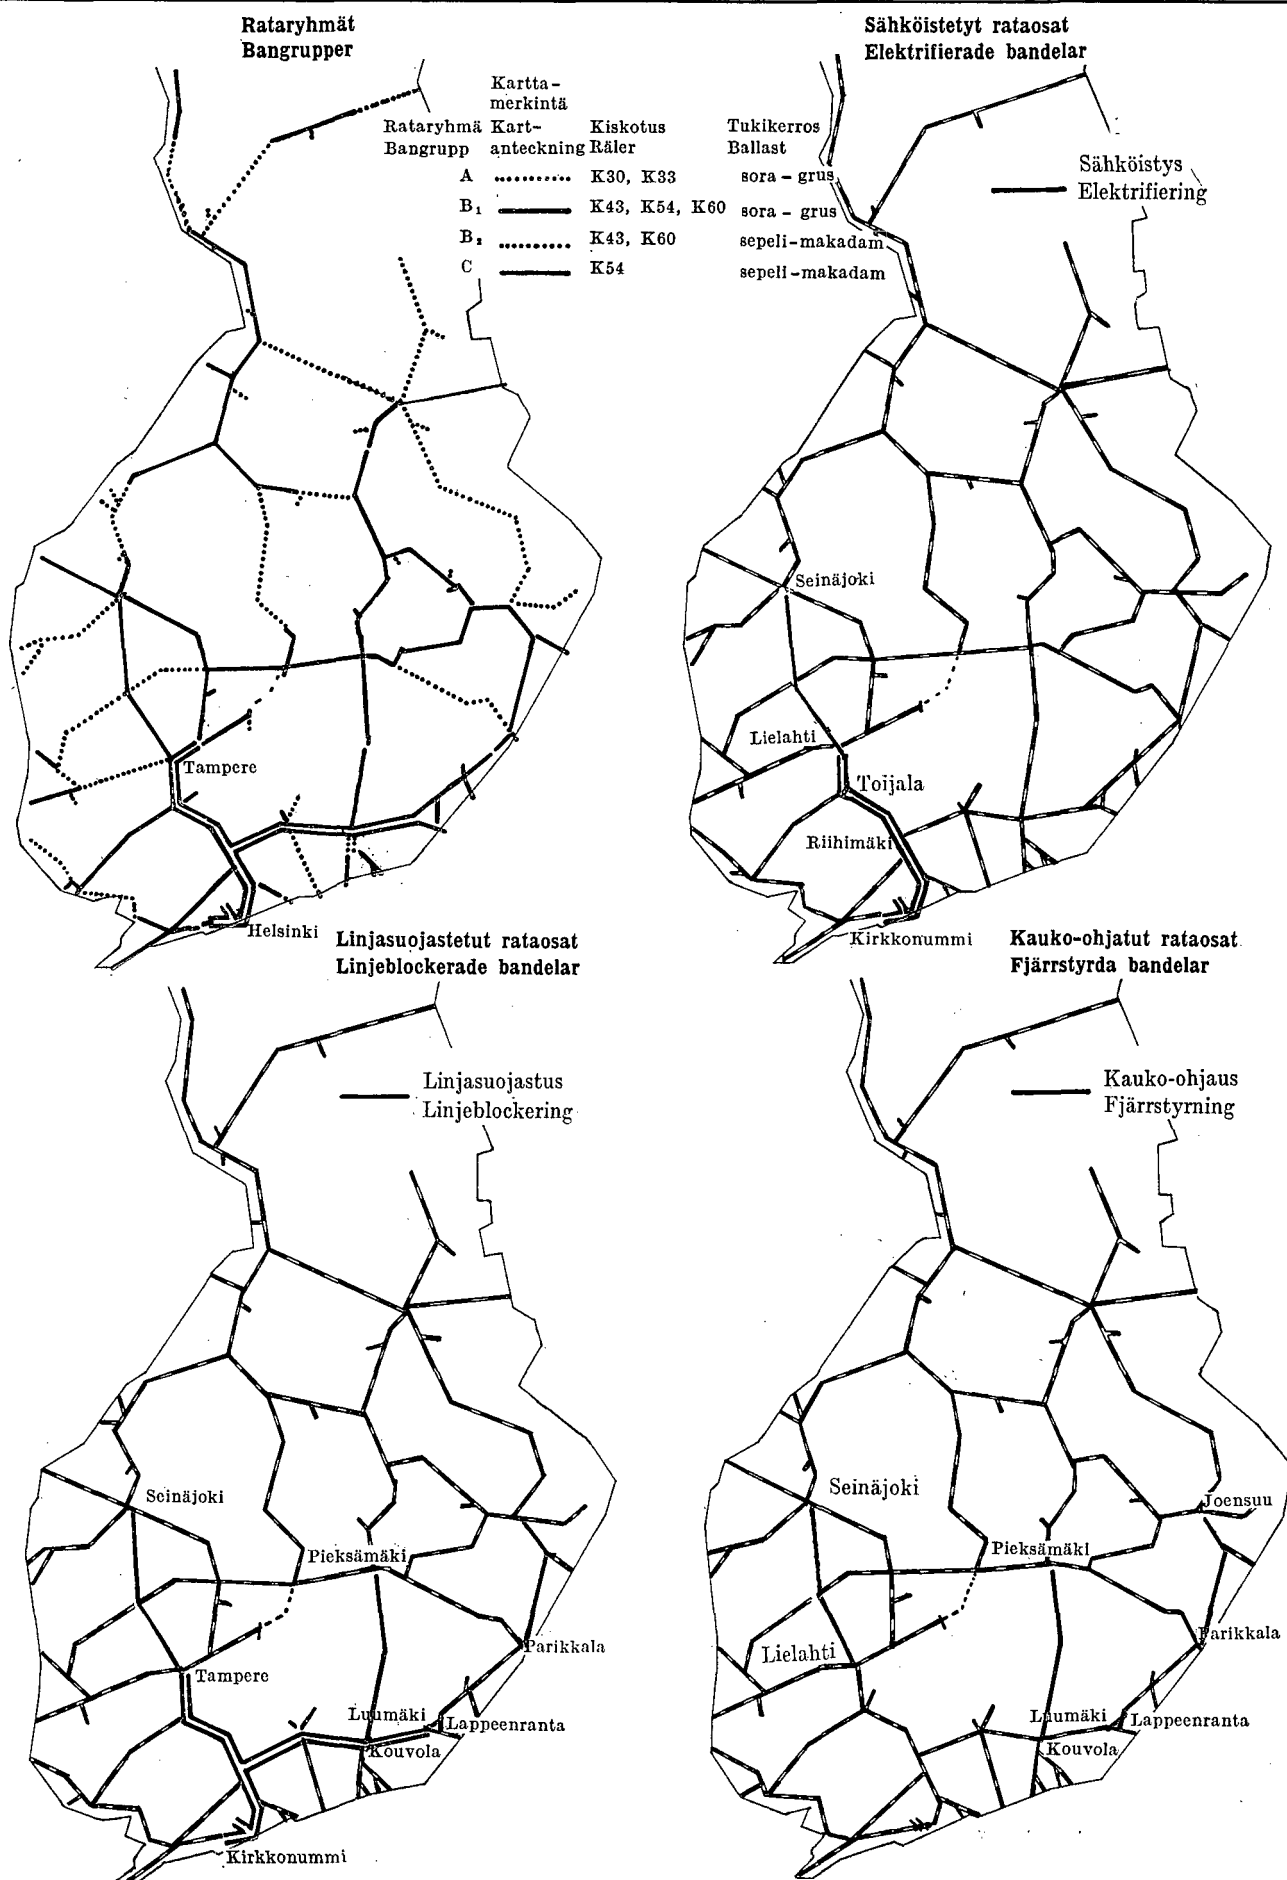 Rataryhmät
Bangrupper
Kartta-
merkintä
Rataryhmä Kart- Kiskotus Tukikerros
Bangrupp anteckning Räler Ballast
A K30, K33 sora - grus
B₁ K43, K54, K60 sora - grus
B₂ K43, K60 sepeli-makadam
C K54 sepeli-makadam
Tampere
Helsinki
Sähköistetyt rataosat
Elektrifierade bandelar
Sähköistys
Elektrifiering
Seinäjoki
Lielahti
Toijala
Riihimäki
Kirkkonummi
Linjasuojastetut rataosat
Linjeblockerade bandelar
Linjasuojastus
Linjeblockering
Seinäjoki
Pieksämäki
Parikkala
Tampere
Luumäki
Lappeenranta
Kouvola
Kirkkonummi
Kauko-ohjatut rataosat
Fjärrstyrda bandelar
Kauko-ohjaus
Fjärrstyrning
Seinäjoki
Joensuu
Pieksämäki
Parikkala
Lielahti
Luumäki
Lappeenranta
Kouvola